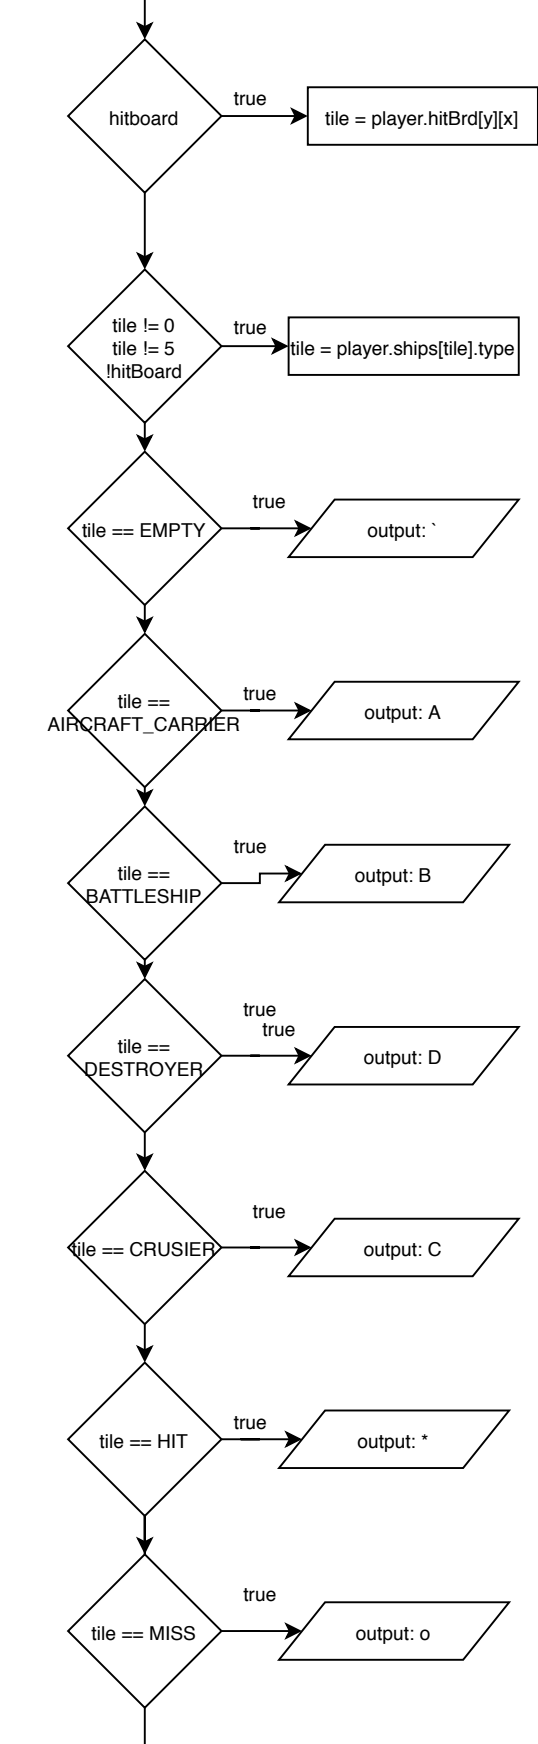 hitboard
true
tile = player.hitBrd[y][x]
tile != 0
tile != 5
!hitBoard
true
tile = player.ships[tile].type
tile == EMPTY
true
output: `
tile ==
AIRCRAFT_CARRIER
true
output: A
tile ==
BATTLESHIP
true
output: B
tile ==
DESTROYER
true
true
output: D
tile == CRUSIER
true
output: C
tile == HIT
true
output: *
tile == MISS
true
output: o